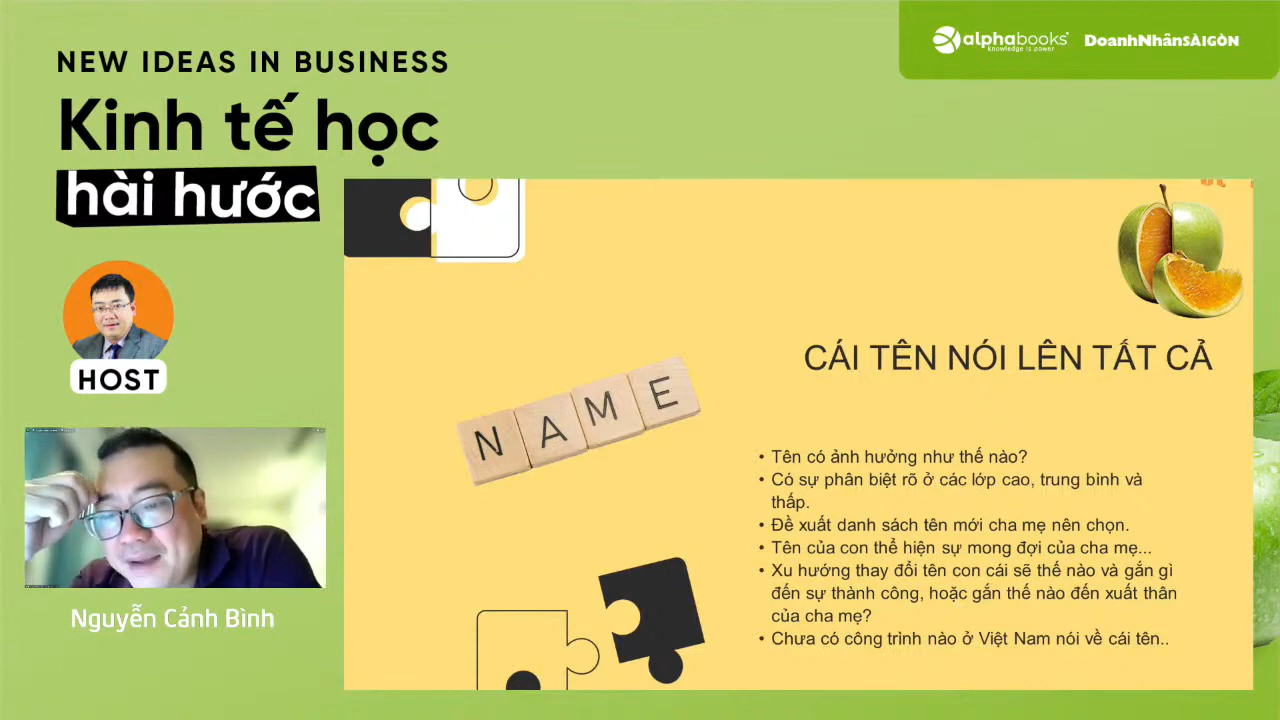 alphabooks
knowledge is power
DoanhNhânSÀIGÒN
NEW IDEAS IN BUSINESS
Kinh tế học
hài hước
HOST
CÁI TÊN NÓI LÊN TẤT CẢ
NAME
• Tên có ảnh hưởng như thế nào?
• Có sự phân biệt rõ ở các lớp cao, trung bình và
thấp.
• Đề xuất danh sách tên mới cha mẹ nên chọn.
• Tên của con thể hiện sự mong đợi của cha mẹ...
• Xu hướng thay đổi tên con cái sẽ thế nào và gắn gì
đến sự thành công, hoặc gắn thế nào đến xuất thân
của cha mẹ?
• Chưa có công trình nào ở Việt Nam nói về cái tên..
Nguyễn Cảnh Bình